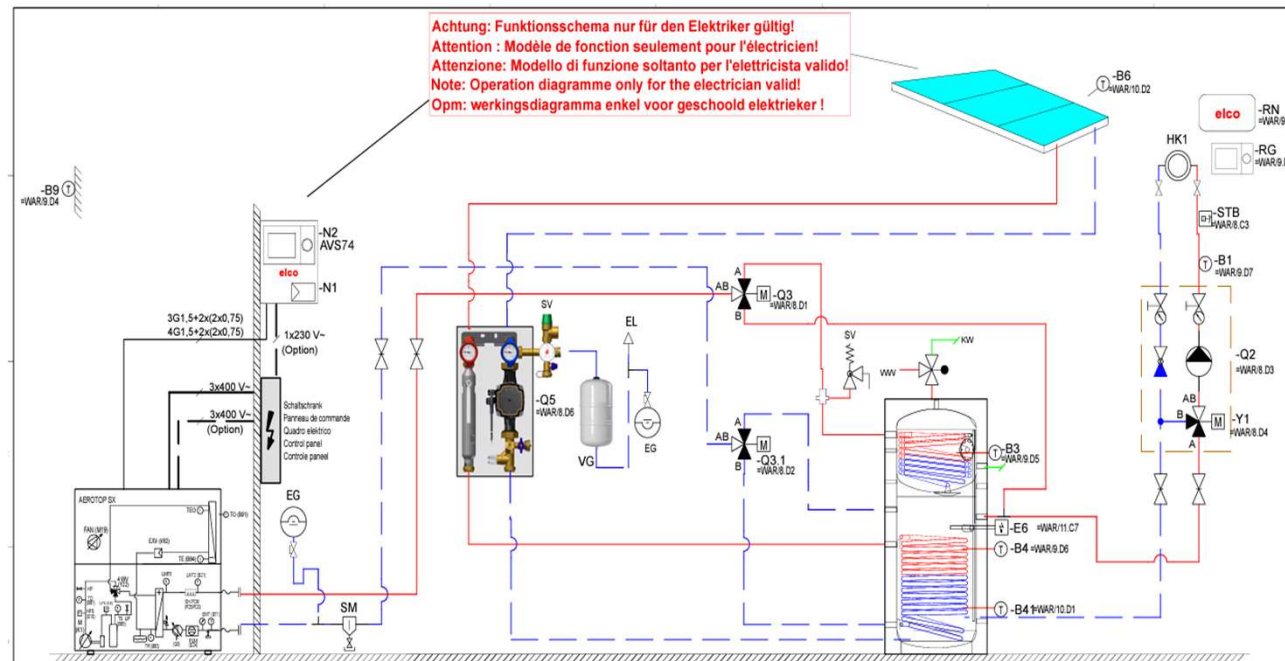 Achtung: Funktionsschema nur für den Elektriker gültig!
Attention : Modèle de fonction seulement pour l'électricien!
Attenzione: Modello di funzione soltanto per l'elettricista valido!
Note: Operation diagramme only for the electrician valid!
Opm: werkingsdiagramma enkel voor geschoold elektrieker !
-B6
=WAR/10.D2
elco
-RN
=WAR/9
HK1
-RG
=WAR/9.D
-B9
=WAR/9.D4
-STB
=WAR/8.C3
-N2
AVS74
elco
-N1
-B1
=WAR/9.D7
A
AB
M
-Q3
=WAR/8.D1
B
3G1,5+2x(2x0,75)
4G1,5+2x(2x0,75)
1x230 V~
(Option)
SV
EL
SV
KW
WW
-Q2
=WAR/8.D3
3x400 V~
3x400 V~
(Option)
Schaltschrank
Panneau de commande
Quadro elektrico
Control panel
Controle paneel
-Q5
=WAR/8.D6
VG
EG
A
AB
M
-Q3.1
=WAR/8.D2
B
AB
B
M
-Y1
=WAR/8.D4
A
-B3
=WAR/9.D5
AEROTOP SX
FAN (M19)
TEO
EG
-E6
=WAR/11.C7
-B4
=WAR/9.D6
SM
-B41
=WAR/10.D1